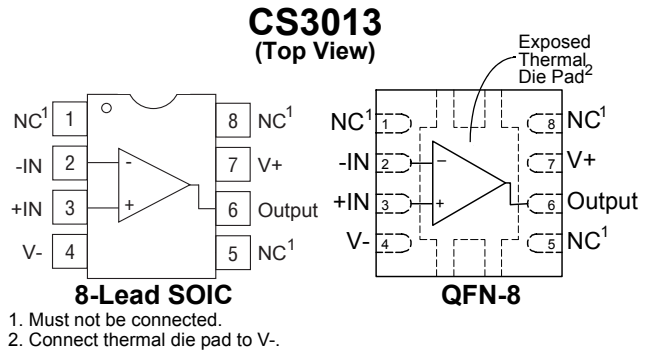 CS3013
(Top View)
Exposed
Thermal
Die Pad2
NC1 1
8 NC1
-IN 2
-
7 V+
+IN 3
+
6 Output
V- 4
5 NC1
8-Lead SOIC
NC1 1
8 NC1
-IN 2
−
7 V+
+IN 3
+
6 Output
V- 4
5 NC1
QFN-8
1. Must not be connected.
2. Connect thermal die pad to V-.